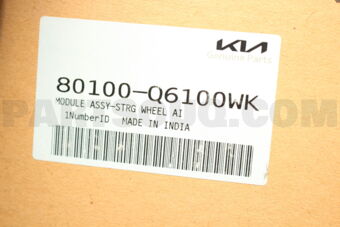 KIA
Genuine Parts
80100-Q6100WK
MODULE ASSY-STRG WHEEL AI
1NumberID MADE IN INDIA